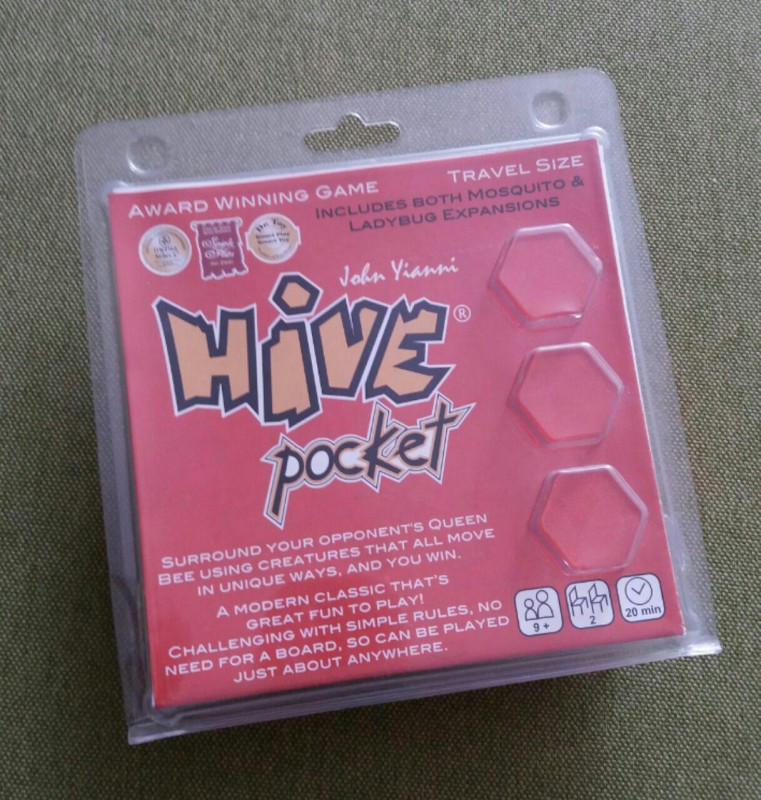 AWARD WINNING GAME
TRAVEL SIZE
INCLUDES BOTH MOSQUITO &
LADYBUG EXPANSIONS
Dr. Toy
John Yianni
HIVE®
pocket
SURROUND YOUR OPPONENT'S QUEEN
BEE USING CREATURES THAT ALL MOVE
IN UNIQUE WAYS, AND YOU WIN.
A MODERN CLASSIC THAT'S
GREAT FUN TO PLAY!
CHALLENGING WITH SIMPLE RULES, NO
NEED FOR A BOARD, SO CAN BE PLAYED
JUST ABOUT ANYWHERE.
9+
2
20 min